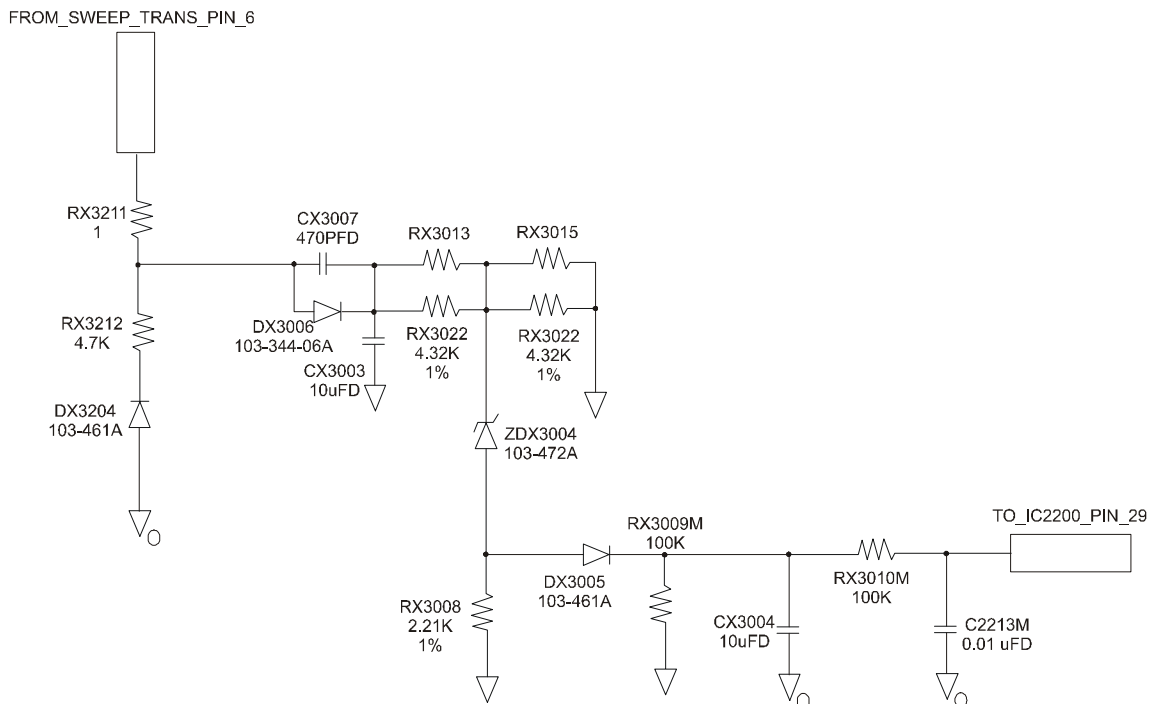 FROM_SWEEP_TRANS_PIN_6
RX3211
1
CX3007
470PFD
RX3013
RX3015
RX3212
4.7K
DX3006
103-344-06A
RX3022
4.32K
1%
RX3022
4.32K
1%
CX3003
10uFD
DX3204
103-461A
ZDX3004
103-472A
RX3009M
100K
TO_IC2200_PIN_29
DX3005
103-461A
RX3010M
100K
RX3008
2.21K
1%
CX3004
10uFD
C2213M
0.01 uFD